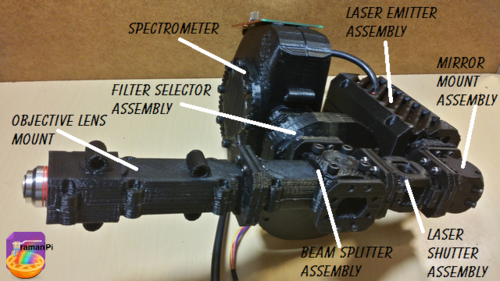 SPECTROMETER
LASER EMITTER
ASSEMBLY
MIRROR
MOUNT
ASSEMBLY
FILTER SELECTOR
ASSEMBLY
OBJECTIVE LENS
MOUNT
BEAM SPLITTER
ASSEMBLY
LASER
SHUTTER
ASSEMBLY
ramanPi